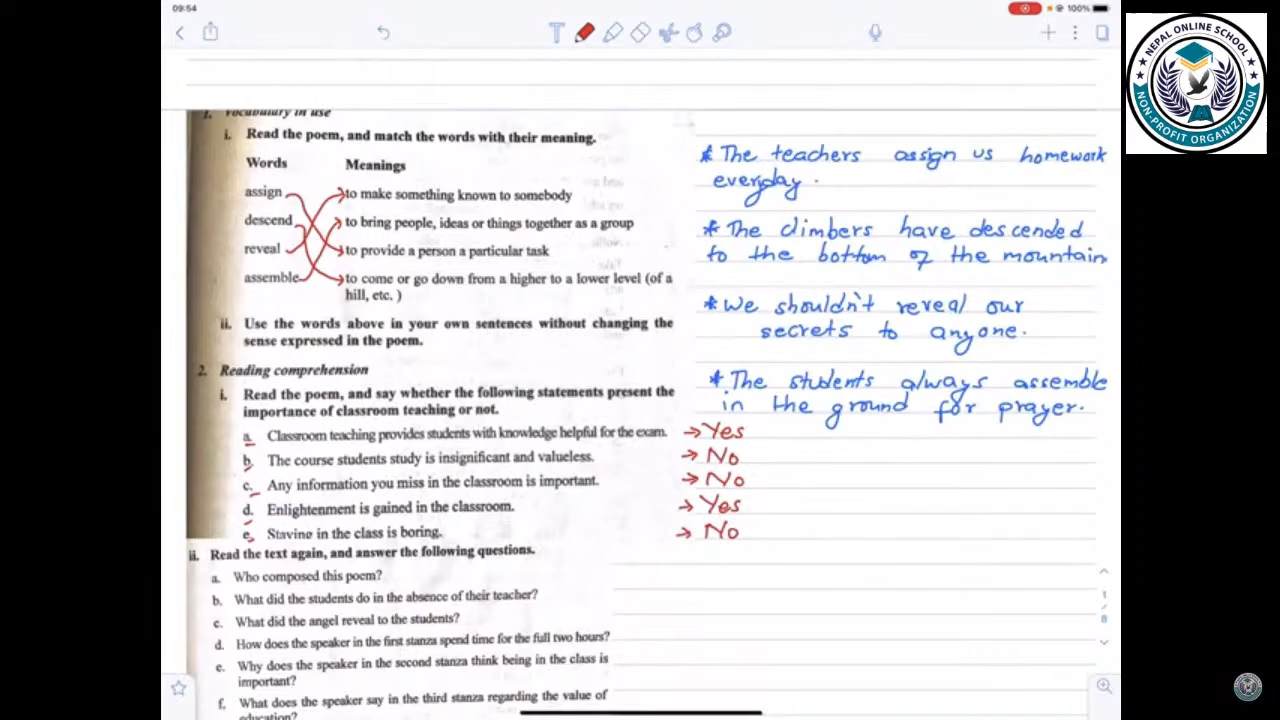 09:54
100%
NEPAL ONLINE SCHOOL
NON-PROFIT ORGANIZATION
1. Vocabulary in use
i. Read the poem, and match the words with their meaning.
Words Meanings
assign to make something known to somebody
descend to bring people, ideas or things together as a group
reveal to provide a person a particular task
assemble to come or go down from a higher to a lower level (of a
hill, etc. )
ii. Use the words above in your own sentences without changing the
sense expressed in the poem.
2. Reading comprehension
i. Read the poem, and say whether the following statements present the
importance of classroom teaching or not.
a. Classroom teaching provides students with knowledge helpful for the exam. → Yes
b. The course students study is insignificant and valueless. → No
c. Any information you miss in the classroom is important. → No
d. Enlightenment is gained in the classroom. → Yes
e. Staying in the class is boring. → No
ii. Read the text again, and answer the following questions.
a. Who composed this poem?
b. What did the students do in the absence of their teacher?
c. What did the angel reveal to the students?
d. How does the speaker in the first stanza spend time for the full two hours?
e. Why does the speaker in the second stanza think being in the class is
important?
f. What does the speaker say in the third stanza regarding the value of
education?
* The teachers assign us homework
everyday.
* The climbers have descended
to the bottom of the mountain
* We shouldn't reveal our
secrets to anyone.
* The students always assemble
in the ground for prayer.
1
/
8